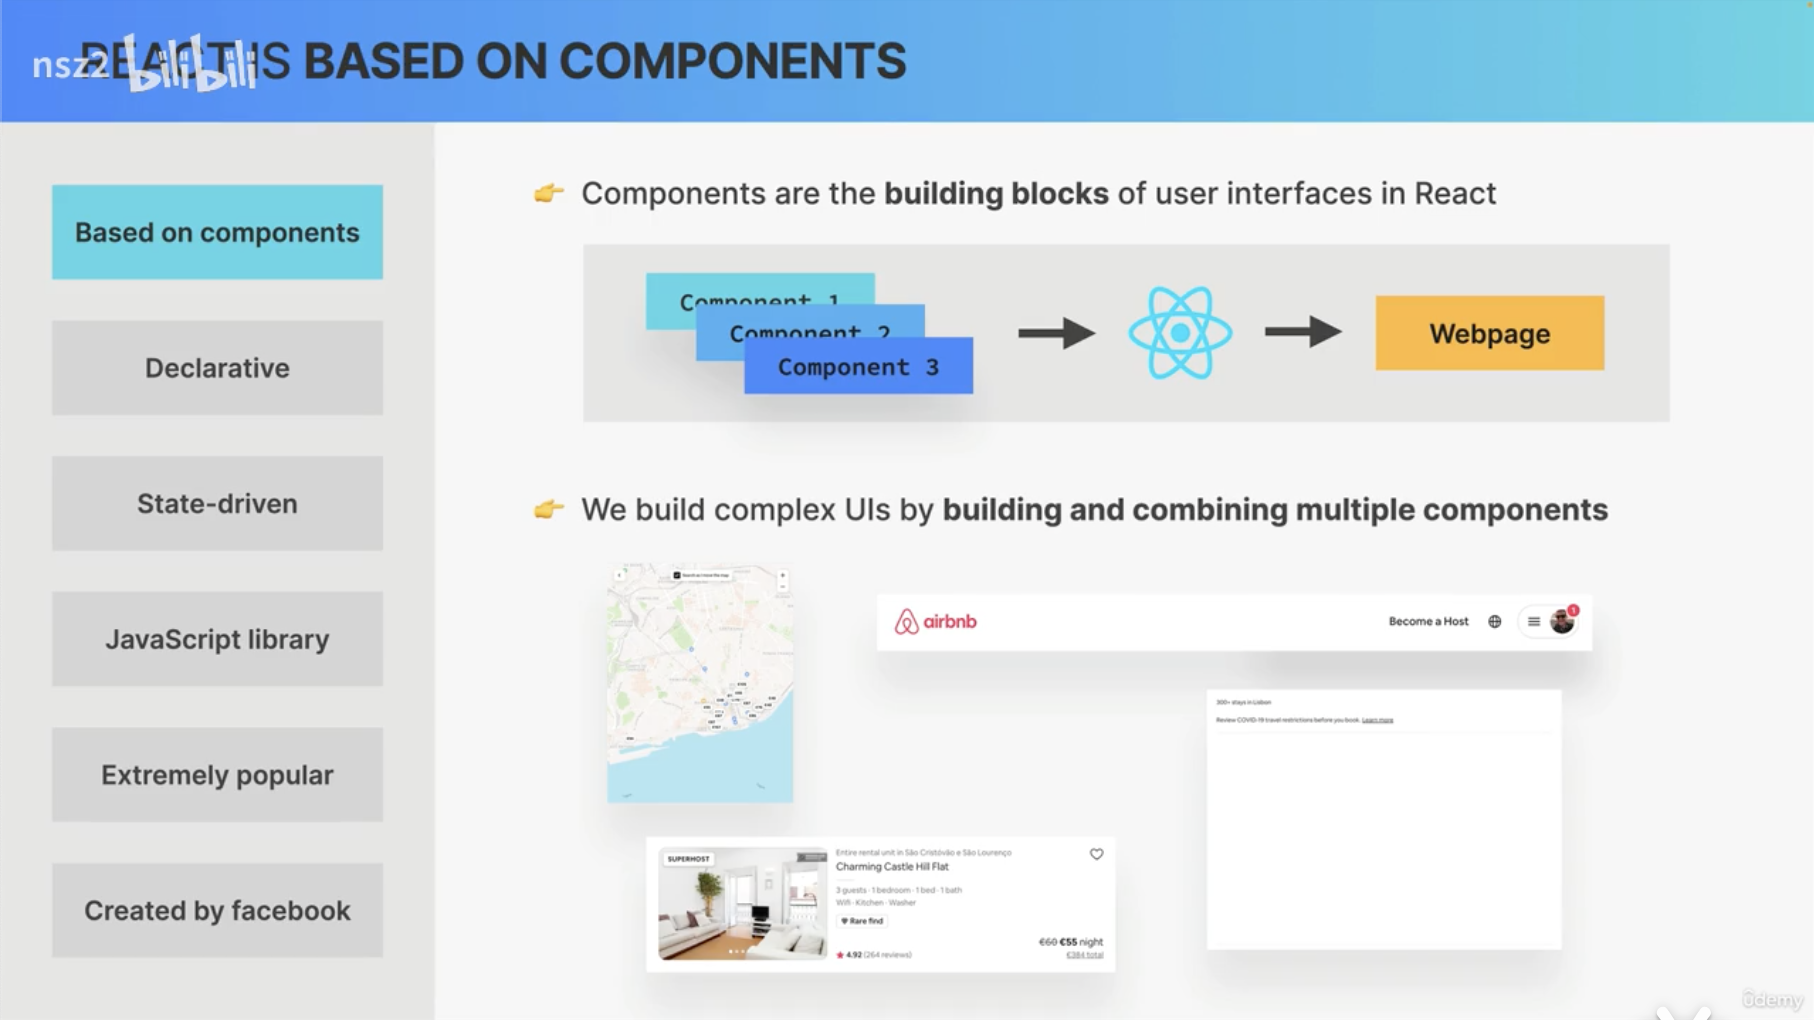 REACT IS BASED ON COMPONENTS
nsz2 bilibili
Based on components
Declarative
State-driven
JavaScript library
Extremely popular
Created by facebook
👉 Components are the building blocks of user interfaces in React
Component 1
Component 2
Component 3
Webpage
👉 We build complex UIs by building and combining multiple components
airbnb
Become a Host
1
300+ stays in Lisbon
Review COVID-19 travel restrictions before you book. Learn more
SUPERHOST
Entire rental unit in São Cristóvão e São Lourenço
Charming Castle Hill Flat
3 guests · 1 bedroom · 1 bed · 1 bath
Wifi · Kitchen · Washer
Rare find
€60 €55 night
4.92 (264 reviews)
€384 total
ûdemy